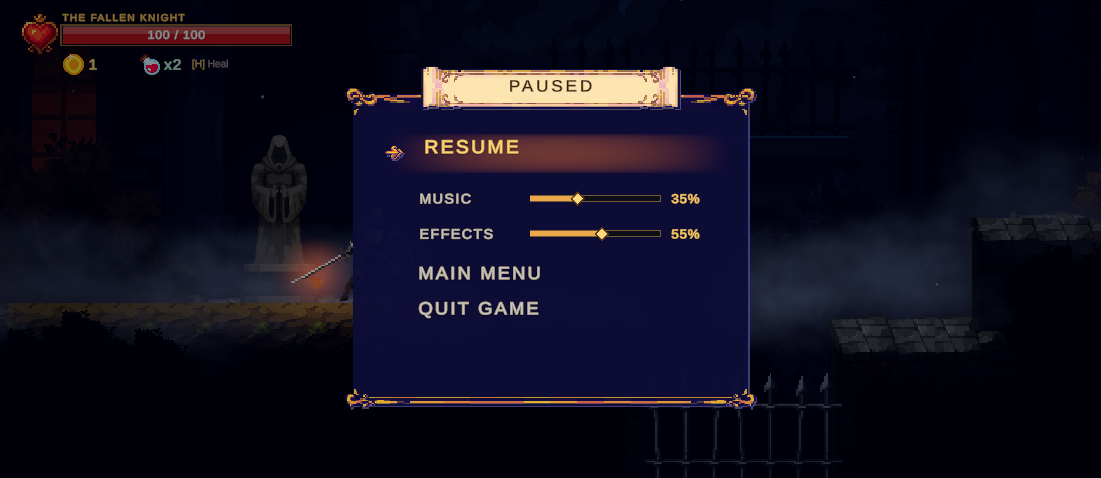 THE FALLEN KNIGHT
100 / 100
1
x2 [H] Heal
PAUSED
RESUME
MUSIC 35%
EFFECTS 55%
MAIN MENU
QUIT GAME